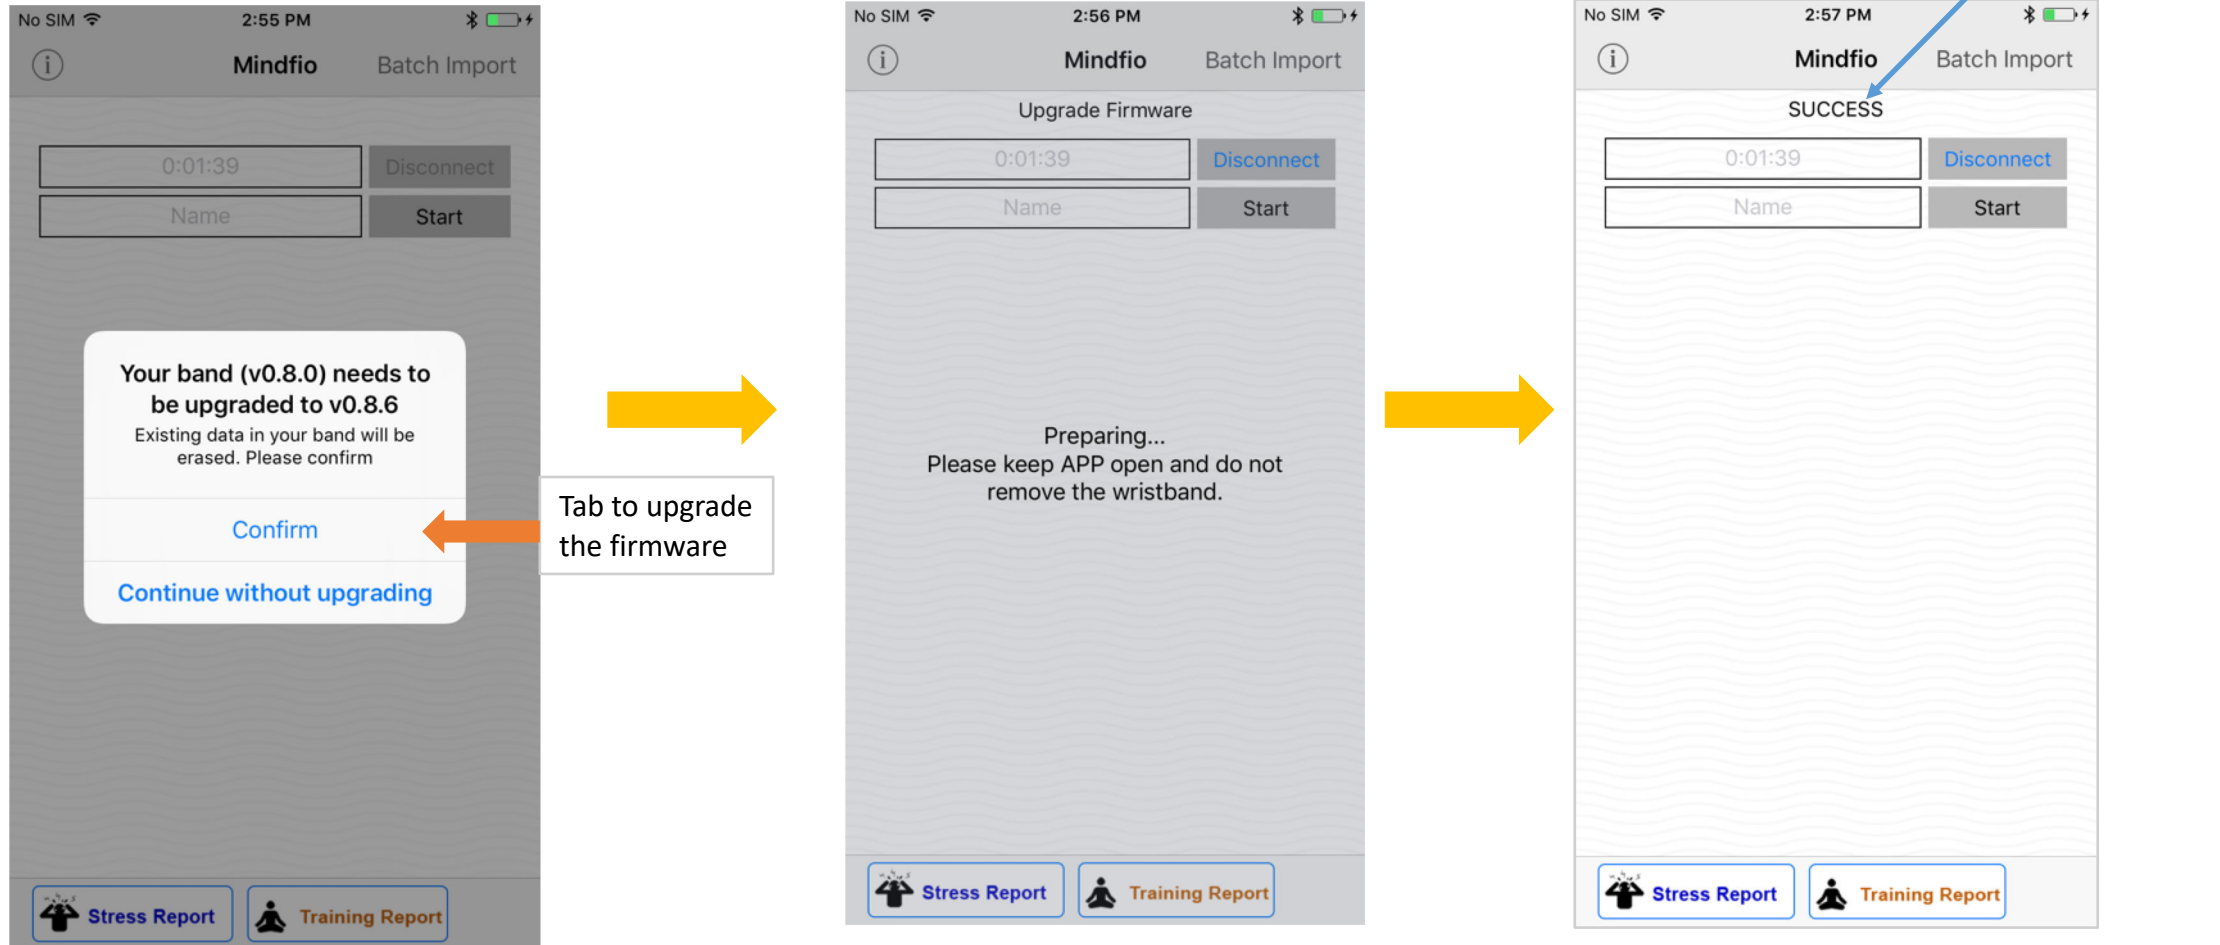 No SIM 2:55 PM
Mindfio Batch Import
0:01:39 Disconnect
Name Start
Your band (v0.8.0) needs to
be upgraded to v0.8.6
Existing data in your band will be
erased. Please confirm
Confirm
Continue without upgrading
Stress Report Training Report
Tab to upgrade
the firmware
No SIM 2:56 PM
Mindfio Batch Import
Upgrade Firmware
0:01:39 Disconnect
Name Start
Preparing...
Please keep APP open and do not
remove the wristband.
Stress Report Training Report
No SIM 2:57 PM
Mindfio Batch Import
SUCCESS
0:01:39 Disconnect
Name Start
Stress Report Training Report